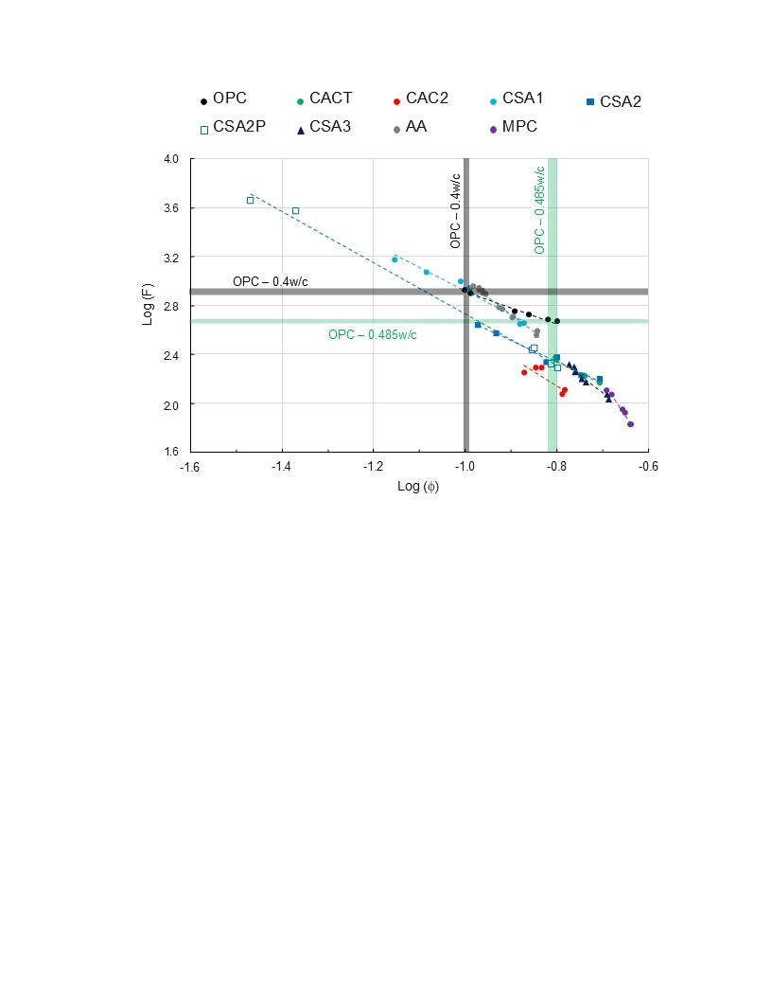 OPC CACT CAC2 CSA1 CSA2
CSA2P CSA3 AA MPC
4.0
3.6
3.2
2.8
2.4
2.0
1.6
Log (F)
OPC – 0.4w/c
OPC – 0.485w/c
OPC – 0.4w/c
OPC – 0.485w/c
-1.6 -1.4 -1.2 -1.0 -0.8 -0.6
Log (ϕ)